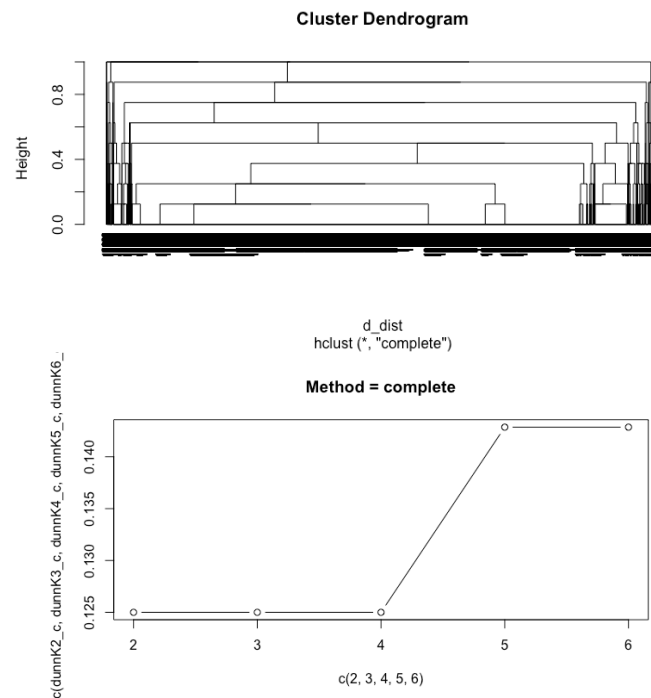 Cluster Dendrogram
Height
0.0
0.4
0.8
d_dist
hclust (*, "complete")
Method = complete
c(dunnK2_c, dunnK3_c, dunnK4_c, dunnK5_c, dunnK6_
0.125
0.130
0.135
0.140
2 3 4 5 6
c(2, 3, 4, 5, 6)